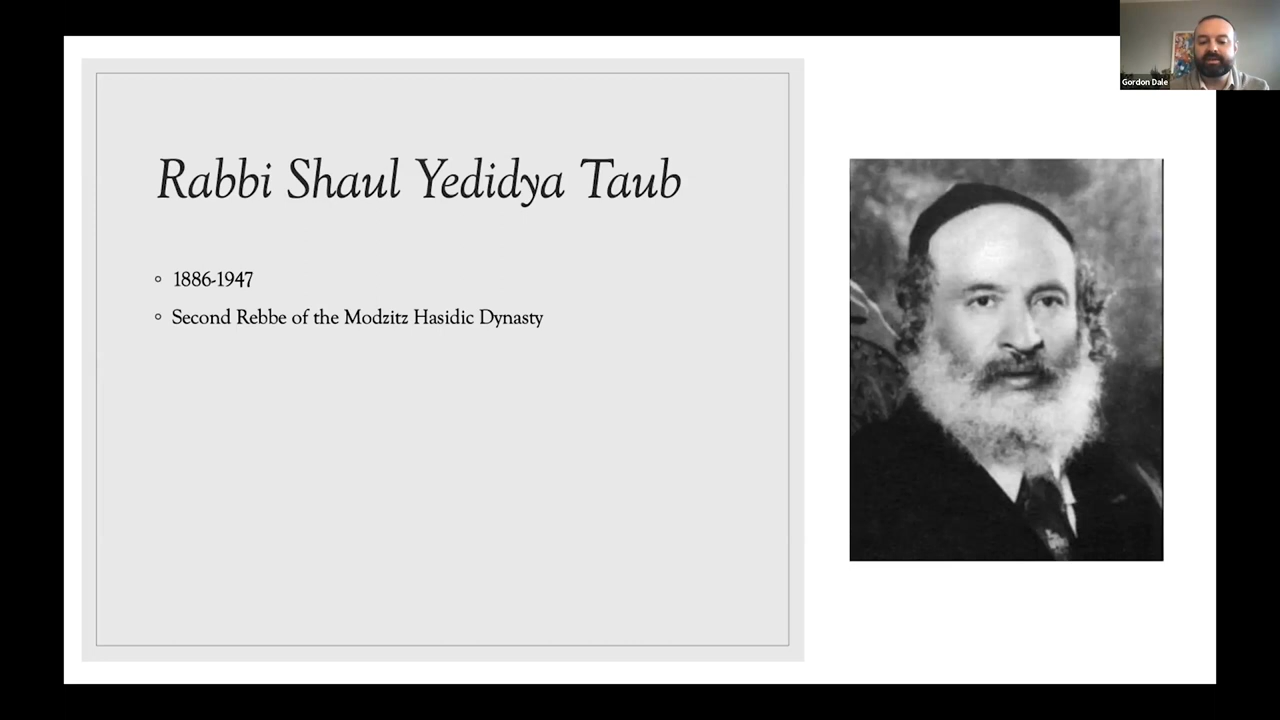 Gordon Dale
Rabbi Shaul Yedidya Taub
1886-1947
Second Rebbe of the Modzitz Hasidic Dynasty